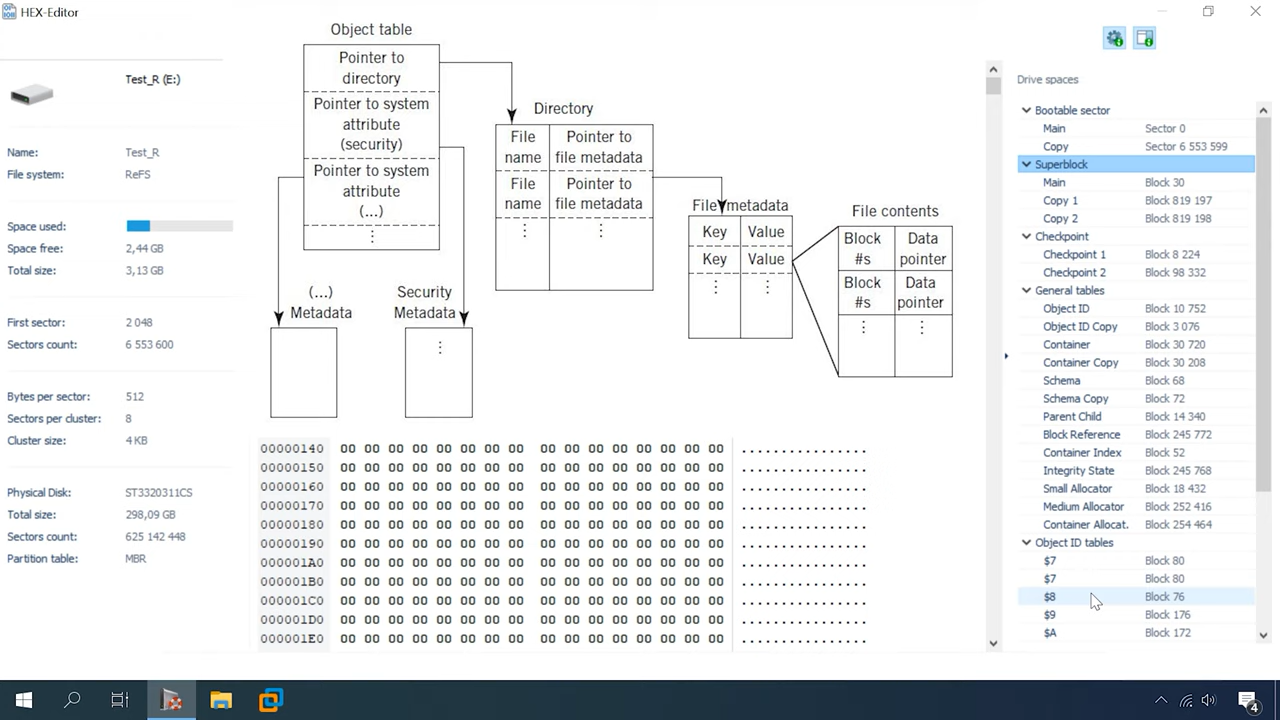 HEX-Editor
Test_R (E:)
Name: Test_R
File system: ReFS
Space used:
Space free: 2,44 GB
Total size: 3,13 GB
First sector: 2 048
Sectors count: 6 553 600
Bytes per sector: 512
Sectors per cluster: 8
Cluster size: 4 KB
Physical Disk: ST3320311CS
Total size: 298,09 GB
Sectors count: 625 142 448
Partition table: MBR
Object table
Pointer to
directory
Pointer to system
attribute
(security)
Pointer to system
attribute
(...)
⋮
Directory
File name Pointer to file metadata
File name Pointer to file metadata
⋮ ⋮
File metadata
Key Value
Key Value
⋮ ⋮
File contents
Block #s Data pointer
Block #s Data pointer
⋮ ⋮
(...)
Metadata
Security
Metadata
⋮
00000140 00 00 00 00 00 00 00 00 00 00 00 00 00 00 00 00 ................
00000150 00 00 00 00 00 00 00 00 00 00 00 00 00 00 00 00 ................
00000160 00 00 00 00 00 00 00 00 00 00 00 00 00 00 00 00 ................
00000170 00 00 00 00 00 00 00 00 00 00 00 00 00 00 00 00 ................
00000180 00 00 00 00 00 00 00 00 00 00 00 00 00 00 00 00 ................
00000190 00 00 00 00 00 00 00 00 00 00 00 00 00 00 00 00 ................
000001A0 00 00 00 00 00 00 00 00 00 00 00 00 00 00 00 00 ................
000001B0 00 00 00 00 00 00 00 00 00 00 00 00 00 00 00 00 ................
000001C0 00 00 00 00 00 00 00 00 00 00 00 00 00 00 00 00 ................
000001D0 00 00 00 00 00 00 00 00 00 00 00 00 00 00 00 00 ................
000001E0 00 00 00 00 00 00 00 00 00 00 00 00 00 00 00 00 ................
Drive spaces
Bootable sector
Main Sector 0
Copy Sector 6 553 599
Superblock
Main Block 30
Copy 1 Block 819 197
Copy 2 Block 819 198
Checkpoint
Checkpoint 1 Block 8 224
Checkpoint 2 Block 98 332
General tables
Object ID Block 10 752
Object ID Copy Block 3 076
Container Block 30 720
Container Copy Block 30 208
Schema Block 68
Schema Copy Block 72
Parent Child Block 14 340
Block Reference Block 245 772
Container Index Block 52
Integrity State Block 245 768
Small Allocator Block 18 432
Medium Allocator Block 252 416
Container Allocat. Block 254 464
Object ID tables
$7 Block 80
$7 Block 80
$8 Block 76
$9 Block 176
$A Block 172
4